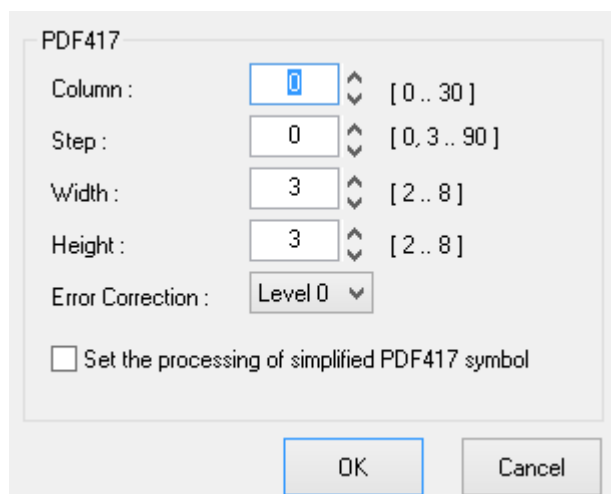 PDF417
Column : 0 [ 0 .. 30 ]
Step : 0 [ 0, 3 .. 90 ]
Width : 3 [ 2 .. 8 ]
Height : 3 [ 2 .. 8 ]
Error Correction : Level 0
Set the processing of simplified PDF417 symbol
OK Cancel